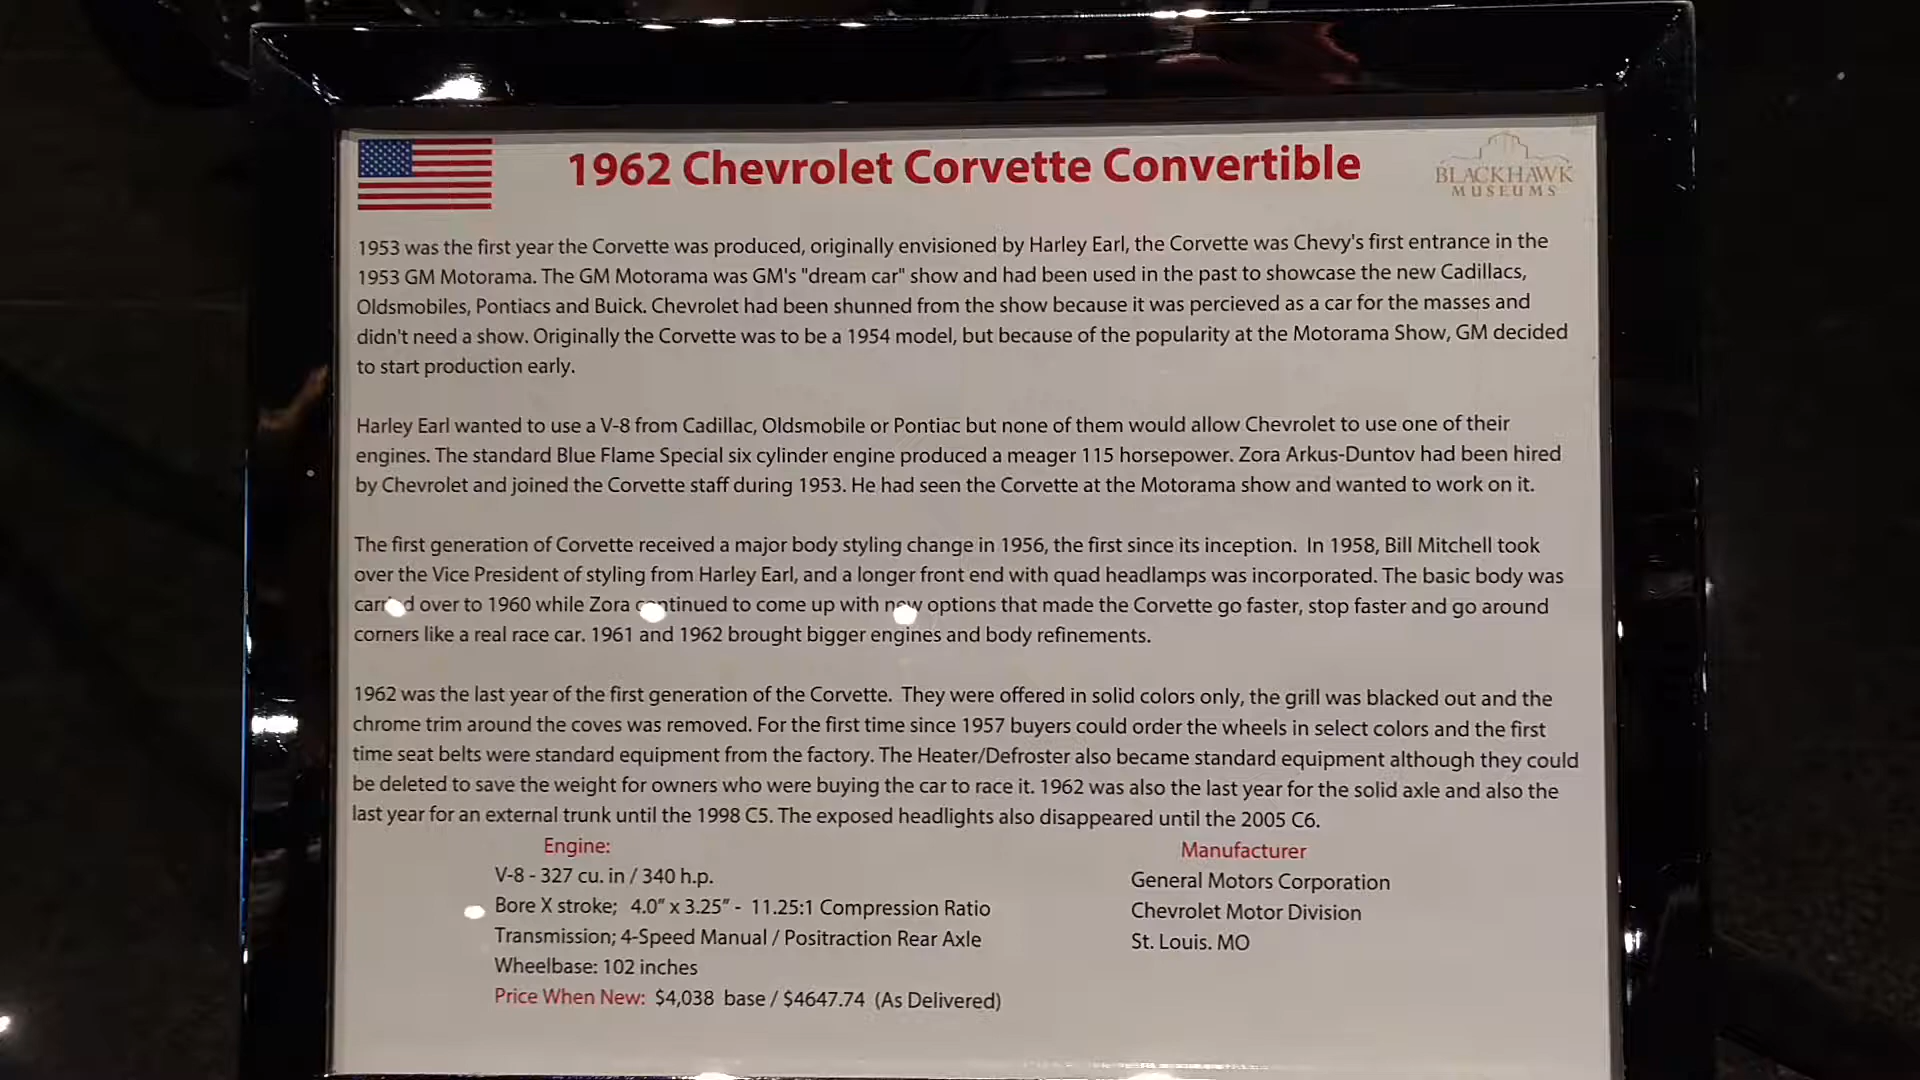 1962 Chevrolet Corvette Convertible
BLACKHAWK
MUSEUMS
1953 was the first year the Corvette was produced, originally envisioned by Harley Earl, the Corvette was Chevy's first entrance in the
1953 GM Motorama. The GM Motorama was GM's "dream car" show and had been used in the past to showcase the new Cadillacs,
Oldsmobiles, Pontiacs and Buick. Chevrolet had been shunned from the show because it was percieved as a car for the masses and
didn't need a show. Originally the Corvette was to be a 1954 model, but because of the popularity at the Motorama Show, GM decided
to start production early.
Harley Earl wanted to use a V-8 from Cadillac, Oldsmobile or Pontiac but none of them would allow Chevrolet to use one of their
engines. The standard Blue Flame Special six cylinder engine produced a meager 115 horsepower. Zora Arkus-Duntov had been hired
by Chevrolet and joined the Corvette staff during 1953. He had seen the Corvette at the Motorama show and wanted to work on it.
The first generation of Corvette received a major body styling change in 1956, the first since its inception. In 1958, Bill Mitchell took
over the Vice President of styling from Harley Earl, and a longer front end with quad headlamps was incorporated. The basic body was
carried over to 1960 while Zora continued to come up with new options that made the Corvette go faster, stop faster and go around
corners like a real race car. 1961 and 1962 brought bigger engines and body refinements.
1962 was the last year of the first generation of the Corvette. They were offered in solid colors only, the grill was blacked out and the
chrome trim around the coves was removed. For the first time since 1957 buyers could order the wheels in select colors and the first
time seat belts were standard equipment from the factory. The Heater/Defroster also became standard equipment although they could
be deleted to save the weight for owners who were buying the car to race it. 1962 was also the last year for the solid axle and also the
last year for an external trunk until the 1998 C5. The exposed headlights also disappeared until the 2005 C6.
Engine:
V-8 - 327 cu. in / 340 h.p.
Bore X stroke; 4.0" x 3.25" - 11.25:1 Compression Ratio
Transmission; 4-Speed Manual / Positraction Rear Axle
Wheelbase: 102 inches
Price When New: $4,038 base / $4647.74 (As Delivered)
Manufacturer
General Motors Corporation
Chevrolet Motor Division
St. Louis. MO